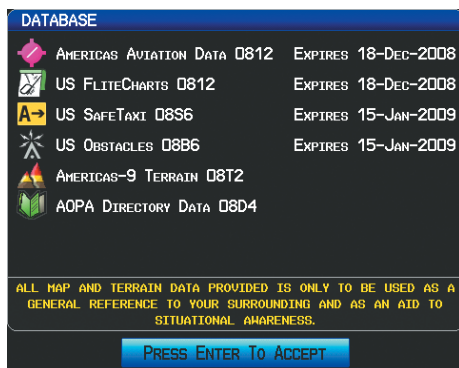 DATABASE
AMERICAS AVIATION DATA 0812 EXPIRES 18-DEC-2008
US FLITECHARTS 0812 EXPIRES 18-DEC-2008
A→ US SAFETAXI 08S6 EXPIRES 15-JAN-2009
US OBSTACLES 08B6 EXPIRES 15-JAN-2009
AMERICAS-9 TERRAIN 08T2
AOPA DIRECTORY DATA 08D4
ALL MAP AND TERRAIN DATA PROVIDED IS ONLY TO BE USED AS A
GENERAL REFERENCE TO YOUR SURROUNDING AND AS AN AID TO
SITUATIONAL AWARENESS.
PRESS ENTER TO ACCEPT